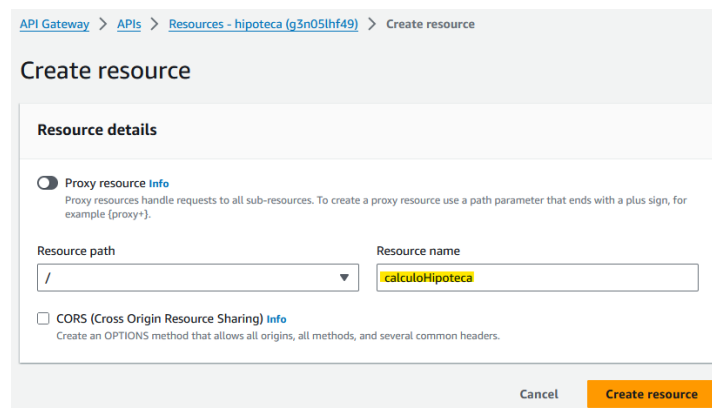 API Gateway > APIs > Resources - hipoteca (g3n05lhf49) > Create resource
Create resource
Resource details
Proxy resource Info
Proxy resources handle requests to all sub-resources. To create a proxy resource use a path parameter that ends with a plus sign, for
example {proxy+}.
Resource path
/
Resource name
calculoHipoteca
CORS (Cross Origin Resource Sharing) Info
Create an OPTIONS method that allows all origins, all methods, and several common headers.
Cancel
Create resource